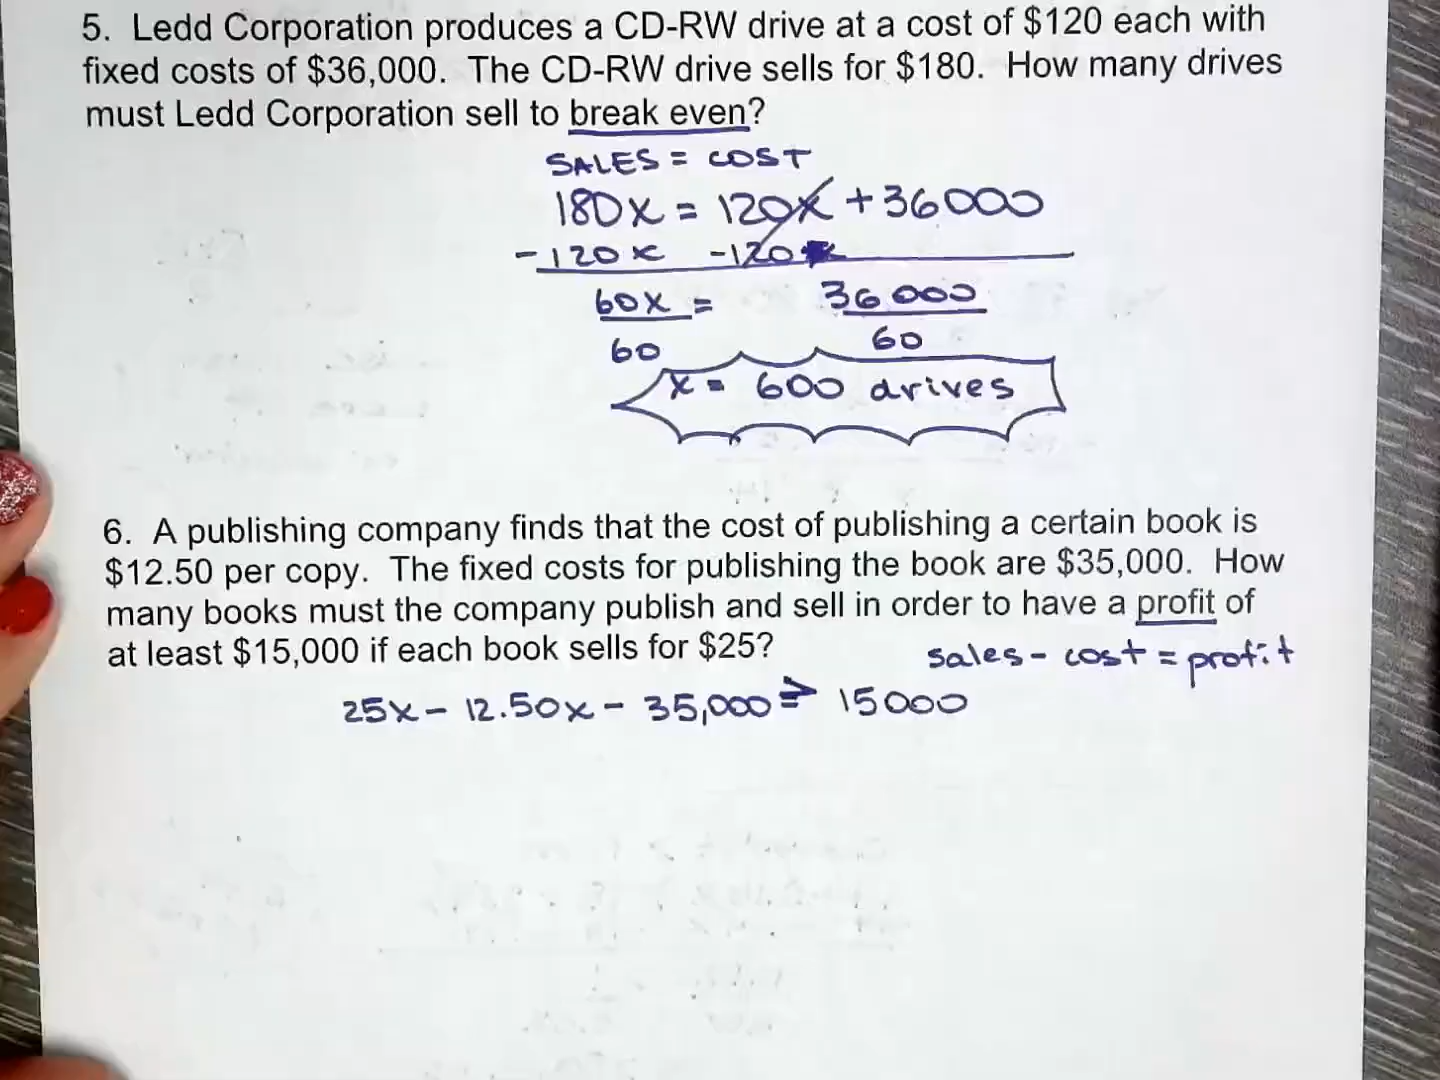 5. Ledd Corporation produces a CD-RW drive at a cost of $120 each with
fixed costs of $36,000. The CD-RW drive sells for $180. How many drives
must Ledd Corporation sell to break even?
SALES = COST
180x = 120x + 36000
-120x -120x
60x = 36000
60 60
x = 600 drives
6. A publishing company finds that the cost of publishing a certain book is
$12.50 per copy. The fixed costs for publishing the book are $35,000. How
many books must the company publish and sell in order to have a profit of
at least $15,000 if each book sells for $25?
sales - cost = profit
25x - 12.50x - 35,000 ≥ 15000